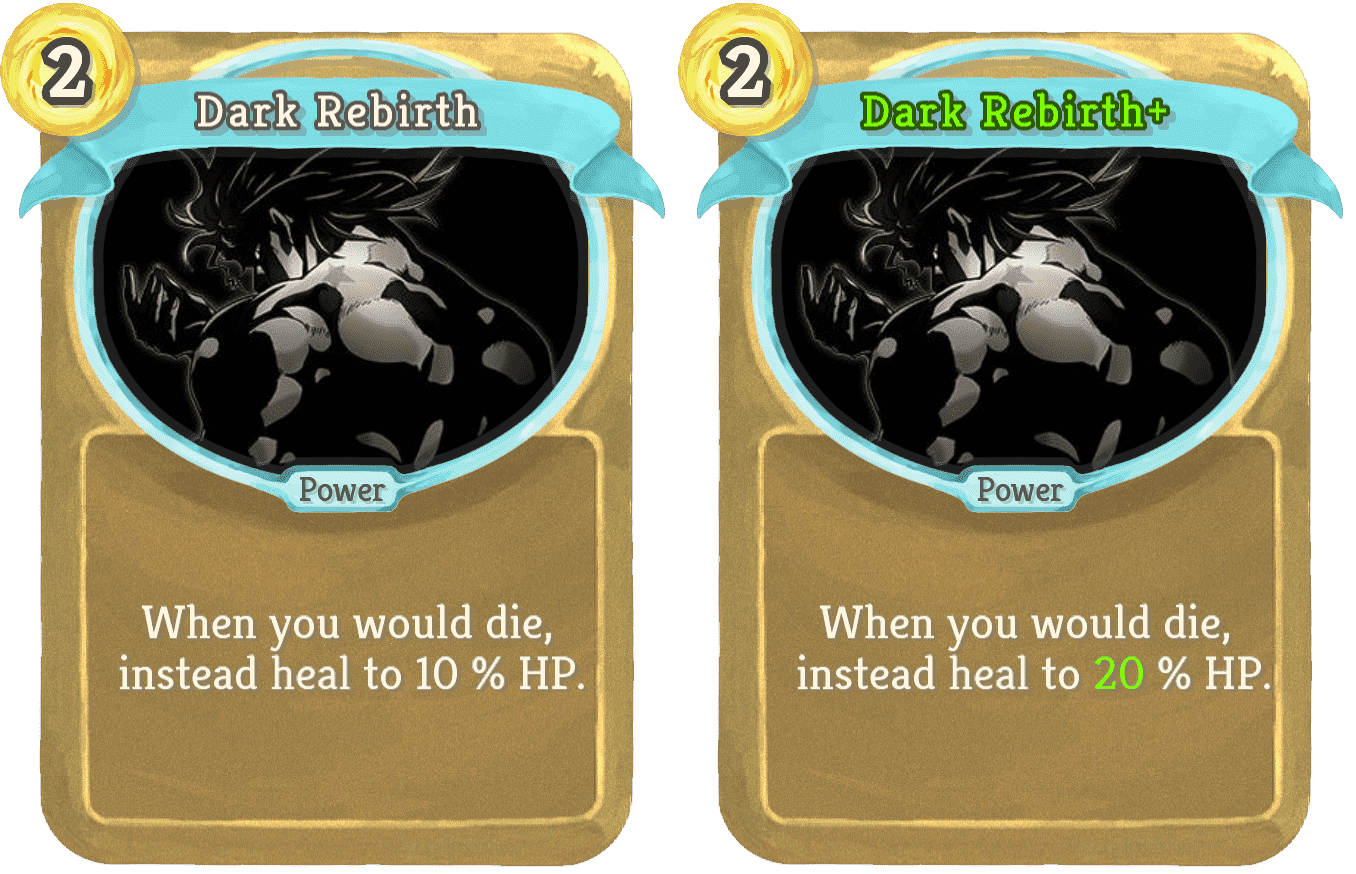 2
Dark Rebirth
Power
When you would die,
instead heal to 10 % HP.
2
Dark Rebirth+
Power
When you would die,
instead heal to 20 % HP.